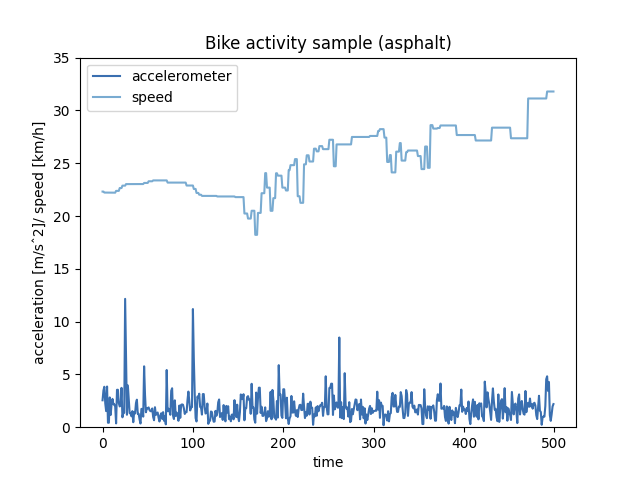 Bike activity sample (asphalt)
accelerometer
speed
35
30
25
20
15
10
5
0
acceleration [m/sˆ2]/ speed [km/h]
0 100 200 300 400 500
time